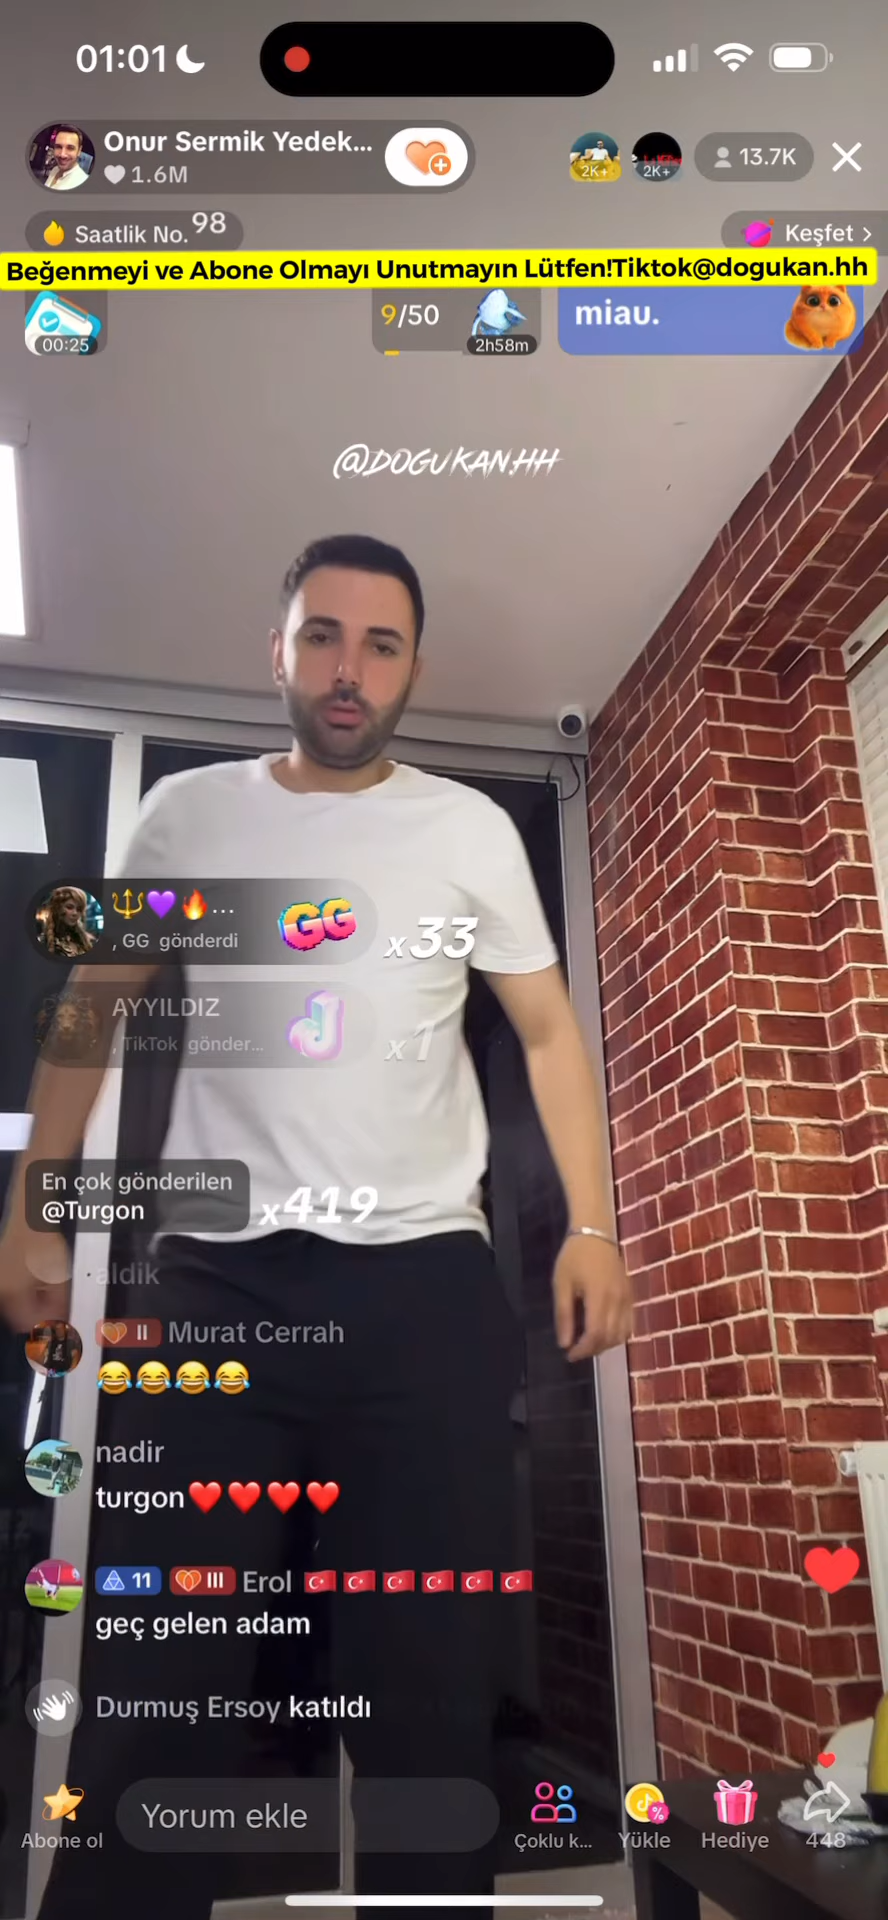 01:01
Onur Sermik Yedek...
1.6M
2K+
2K+
13.7K
Saatlik No.98
Keşfet >
Beğenmeyi ve Abone Olmayı Unutmayın Lütfen!Tiktok@dogukan.hh
00:25
9/50
2h58m
miau.
@DOGUKAN.HH
...
, GG gönderdi
GG
x33
AYYILDIZ
, TikTok gönder...
x1
En çok gönderilen
@Turgon
x419
aldik
II Murat Cerrah
😂😂😂😂
nadir
turgon❤️❤️❤️❤️
11 III Erol 🇹🇷🇹🇷🇹🇷🇹🇷🇹🇷🇹🇷
geç gelen adam
Durmuş Ersoy katıldı
Abone ol
Yorum ekle
Çoklu k...
Yükle
Hediye
448